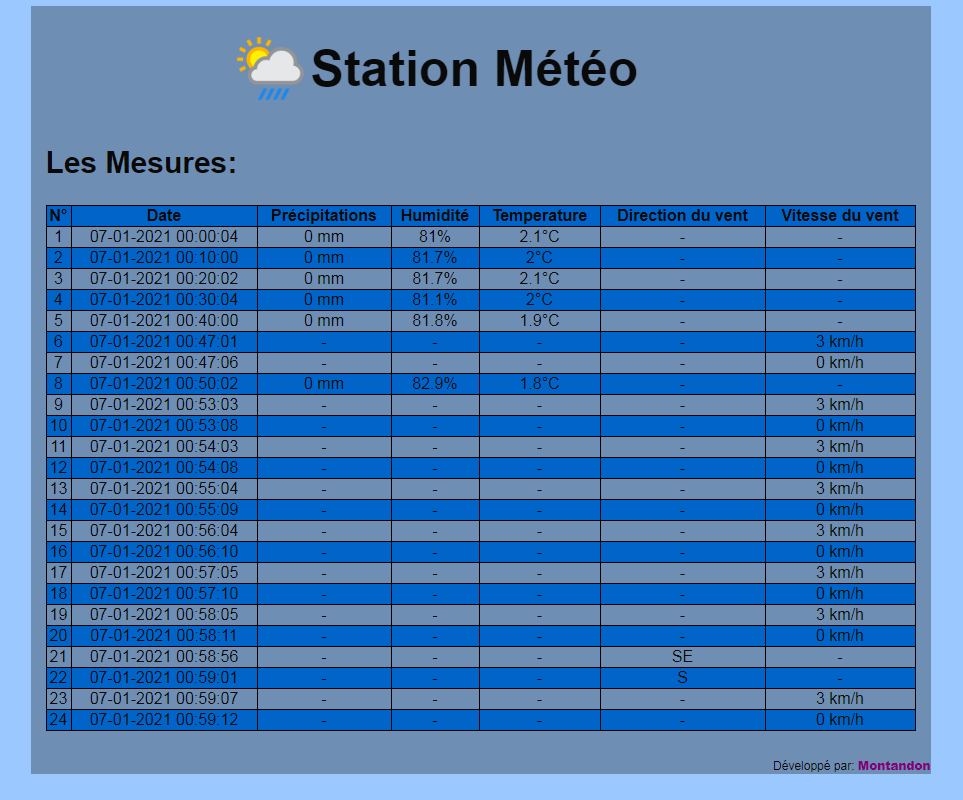 Station Météo
Les Mesures:
N° Date Précipitations Humidité Temperature Direction du vent Vitesse du vent
1 07-01-2021 00:00:04 0 mm 81% 2.1°C - -
2 07-01-2021 00:10:00 0 mm 81.7% 2°C - -
3 07-01-2021 00:20:02 0 mm 81.7% 2.1°C - -
4 07-01-2021 00:30:04 0 mm 81.1% 2°C - -
5 07-01-2021 00:40:00 0 mm 81.8% 1.9°C - -
6 07-01-2021 00:47:01 - - - - 3 km/h
7 07-01-2021 00:47:06 - - - - 0 km/h
8 07-01-2021 00:50:02 0 mm 82.9% 1.8°C - -
9 07-01-2021 00:53:03 - - - - 3 km/h
10 07-01-2021 00:53:08 - - - - 0 km/h
11 07-01-2021 00:54:03 - - - - 3 km/h
12 07-01-2021 00:54:08 - - - - 0 km/h
13 07-01-2021 00:55:04 - - - - 3 km/h
14 07-01-2021 00:55:09 - - - - 0 km/h
15 07-01-2021 00:56:04 - - - - 3 km/h
16 07-01-2021 00:56:10 - - - - 0 km/h
17 07-01-2021 00:57:05 - - - - 3 km/h
18 07-01-2021 00:57:10 - - - - 0 km/h
19 07-01-2021 00:58:05 - - - - 3 km/h
20 07-01-2021 00:58:11 - - - - 0 km/h
21 07-01-2021 00:58:56 - - - SE -
22 07-01-2021 00:59:01 - - - S -
23 07-01-2021 00:59:07 - - - - 3 km/h
24 07-01-2021 00:59:12 - - - - 0 km/h
Développé par: Montandon